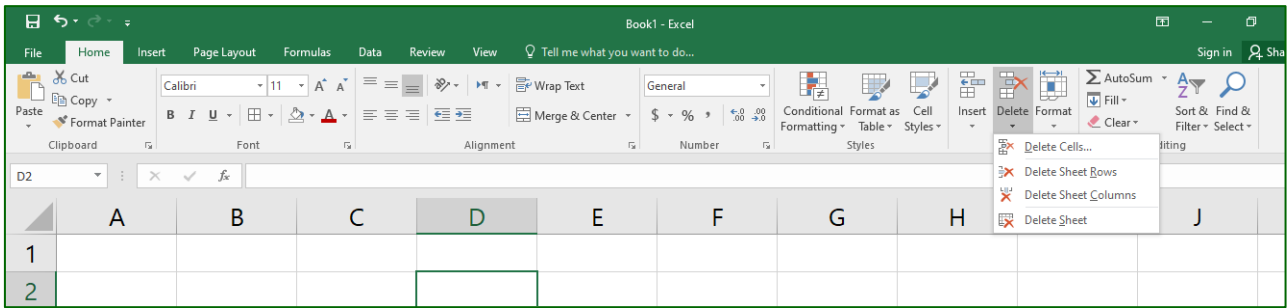 Book1 - Excel
File Home Insert Page Layout Formulas Data Review View Tell me what you want to do... Sign in Sha
Paste
Cut
Copy
Format Painter
Clipboard
Calibri 11
B I U
Font
Wrap Text
Merge & Center
Alignment
General
$ % , .00 .0
Number
Conditional Formatting
Format as Table
Cell Styles
Styles
Insert
Delete
Format
AutoSum
Fill
Clear
Sort & Filter
Find & Select
diting
Delete Cells...
Delete Sheet Rows
Delete Sheet Columns
Delete Sheet
D2 fx
A B C D E F G H J
1
2